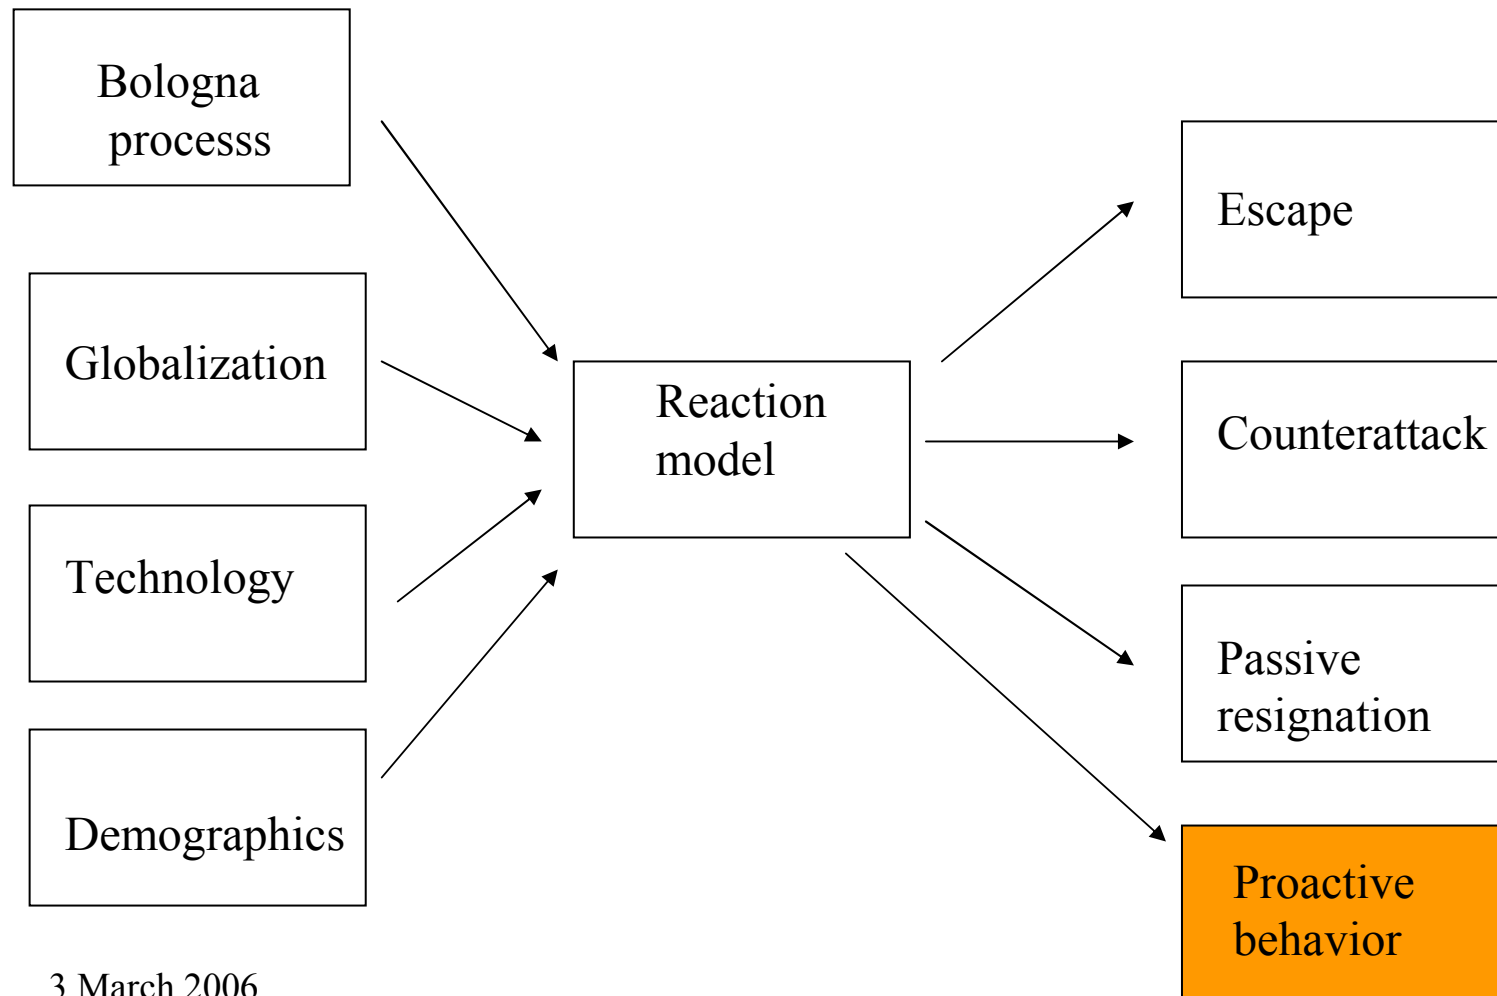 Bologna
processs
Globalization
Technology
Demographics
Reaction
model
Escape
Counterattack
Passive
resignation
Proactive
behavior
3 March 2006